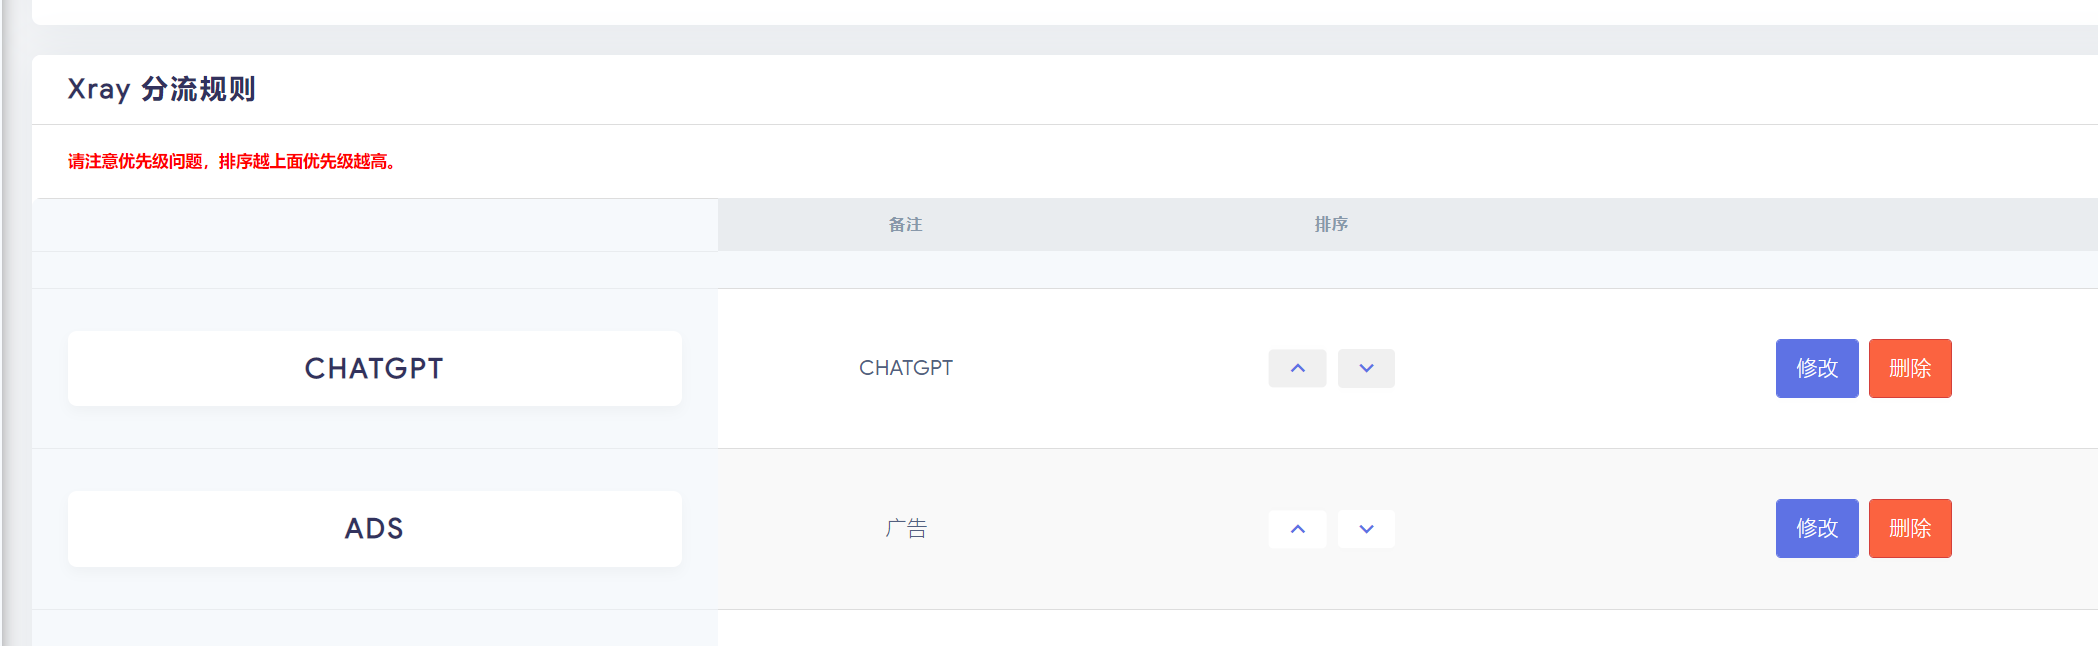 Xray 分流规则
请注意优先级问题，排序越上面优先级越高。
备注 排序
CHATGPT CHATGPT 修改 删除
ADS 广告 修改 删除